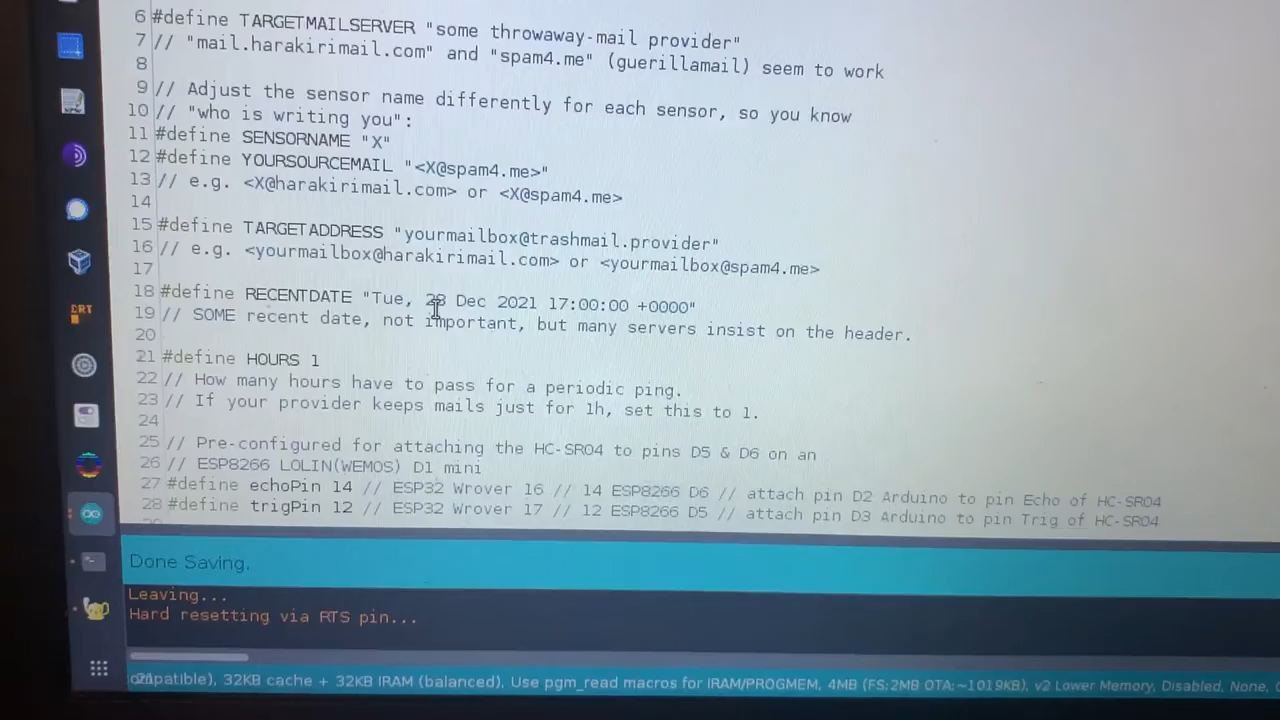 6 #define TARGETMAILSERVER "some throwaway-mail provider"
7 // "mail.harakirimail.com" and "spam4.me" (guerillamail) seem to work
8
9 // Adjust the sensor name differently for each sensor, so you know
10 // "who is writing you":
11 #define SENSORNAME "X"
12 #define YOURSOURCEMAIL "<X@spam4.me>"
13 // e.g. <X@harakirimail.com> or <X@spam4.me>
14
15 #define TARGETADDRESS "yourmailbox@trashmail.provider"
16 // e.g. <yourmailbox@harakirimail.com> or <yourmailbox@spam4.me>
17
18 #define RECENTDATE "Tue, 28 Dec 2021 17:00:00 +0000"
19 // SOME recent date, not important, but many servers insist on the header.
20
21 #define HOURS 1
22 // How many hours have to pass for a periodic ping.
23 // If your provider keeps mails just for 1h, set this to 1.
24
25 // Pre-configured for attaching the HC-SR04 to pins D5 & D6 on an
26 // ESP8266 LOLIN(WEMOS) D1 mini
27 #define echoPin 14 // ESP32 Wrover 16 // 14 ESP8266 D6 // attach pin D2 Arduino to pin Echo of HC-SR04
28 #define trigPin 12 // ESP32 Wrover 17 // 12 ESP8266 D5 // attach pin D3 Arduino to pin Trig of HC-SR04
Done Saving.
Leaving...
Hard resetting via RTS pin...
32KB cache + 32KB IRAM (balanced), Use pgm_read macros for IRAM/PROGMEM, 4MB (FS:2MB OTA:~1019KB), v2 Lower Memory, Disabled, None,